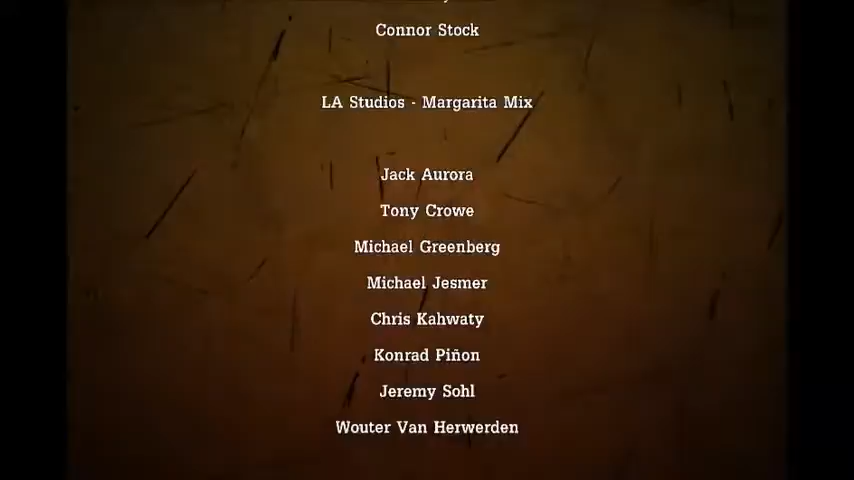 Connor Stock
LA Studios - Margarita Mix
Jack Aurora
Tony Crowe
Michael Greenberg
Michael Jesmer
Chris Kahwaty
Konrad Piñon
Jeremy Sohl
Wouter Van Herwerden